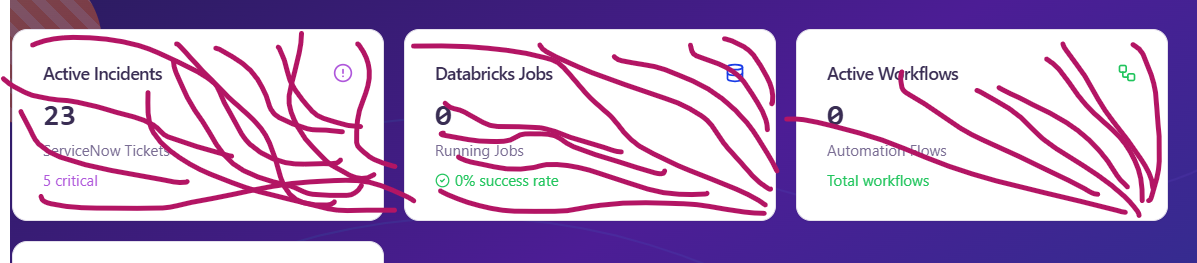 Active Incidents
23
ServiceNow Tickets
5 critical
Databricks Jobs
0
Running Jobs
0% success rate
Active Workflows
0
Automation Flows
Total workflows